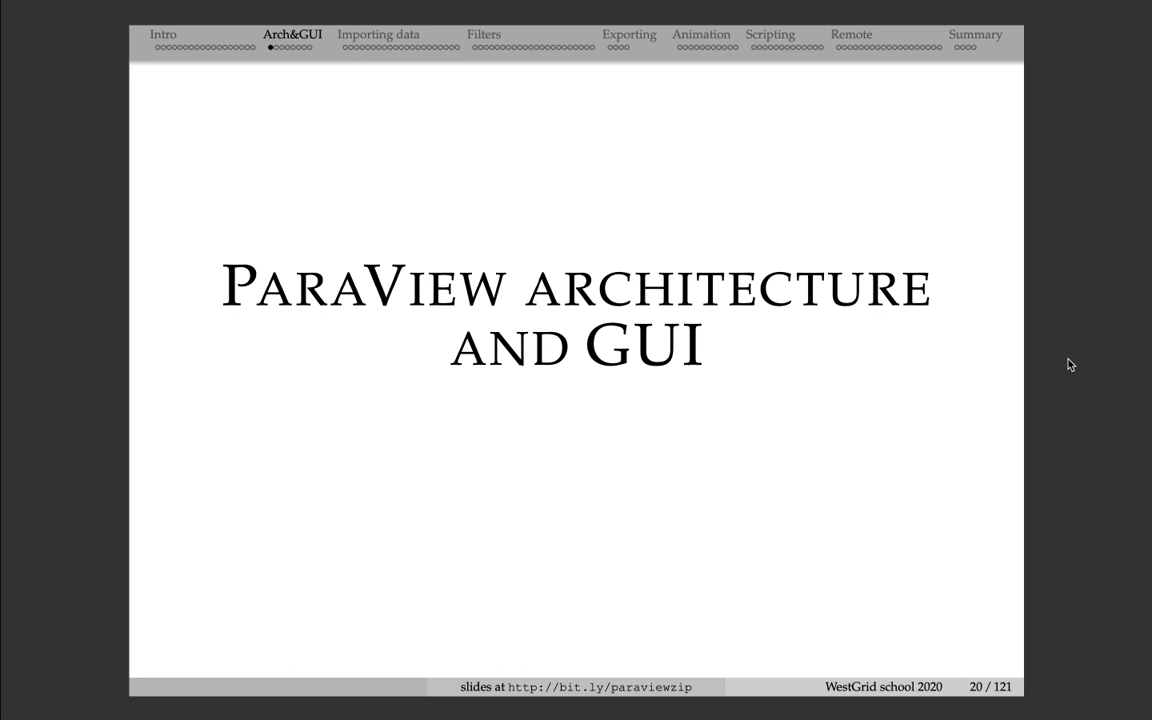 Intro Arch&GUI Importing data Filters Exporting Animation Scripting Remote Summary
PARAVIEW ARCHITECTURE
AND GUI
slides at http://bit.ly/paraviewzip WestGrid school 2020 20 / 121